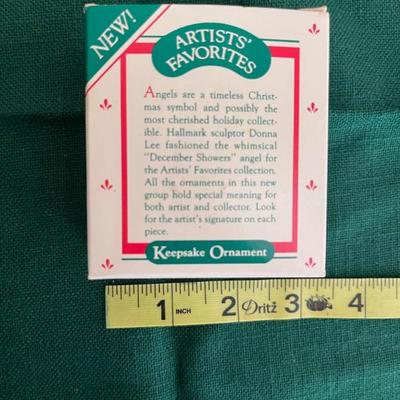 NEW!
ARTISTS'
FAVORITES
Angels are a timeless Christ-
mas symbol and possibly the
most cherished holiday collect-
ible. Hallmark sculptor Donna
Lee fashioned the whimsical
"December Showers" angel for
the Artists' Favorites collection.
All the ornaments in this new
group hold special meaning for
both artist and collector. Look
for the artist's signature on each
piece.
Keepsake Ornament
1 INCH 2 Dritz 3 4